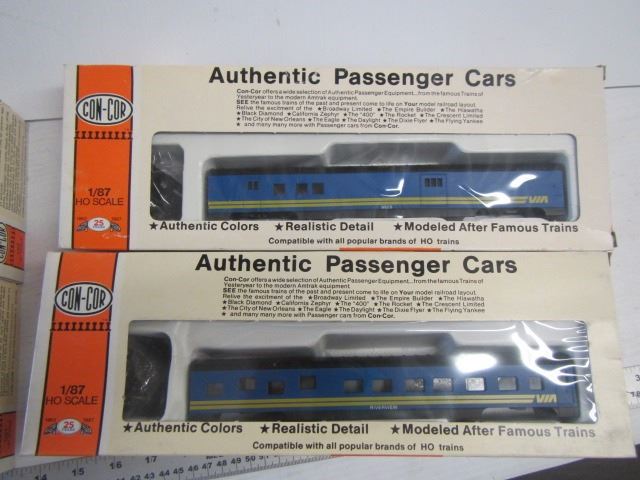 Authentic Passenger Cars
CON-COR
Con-Cor offers a wide selection of Authentic Passenger Equipment...from the famous Trains of
Yesteryear to the modern Amtrak equipment.
SEE the famous trains of the past and present come to life on Your model railroad layout.
Relive the excitment of the ★Broadway Limited ★The Empire Builder ★The Hiawatha
★Black Diamond ★California Zephyr ★The "400" ★The Rocket ★The Crescent Limited
★The City of New Orleans ★The Eagle ★The Daylight ★The Dixie Flyer ★The Flying Yankee
★ and many many more with Passenger cars from Con-Cor.
1/87
HO SCALE
25
VIA
★Authentic Colors ★Realistic Detail ★Modeled After Famous Trains
Compatible with all popular brands of HO trains
Authentic Passenger Cars
CON-COR
Con-Cor offers a wide selection of Authentic Passenger Equipment...from the famous Trains of
Yesteryear to the modern Amtrak equipment.
SEE the famous trains of the past and present come to life on Your model railroad layout.
Relive the excitment of the ★Broadway Limited ★The Empire Builder ★The Hiawatha
★Black Diamond ★California Zephyr ★The "400" ★The Rocket ★The Crescent Limited
★The City of New Orleans ★The Eagle ★The Daylight ★The Dixie Flyer ★The Flying Yankee
★ and many many more with Passenger cars from Con-Cor.
1/87
HO SCALE
25
VIA
RIVERVIEW
★Authentic Colors ★Realistic Detail ★Modeled After Famous Trains
Compatible with all popular brands of HO trains